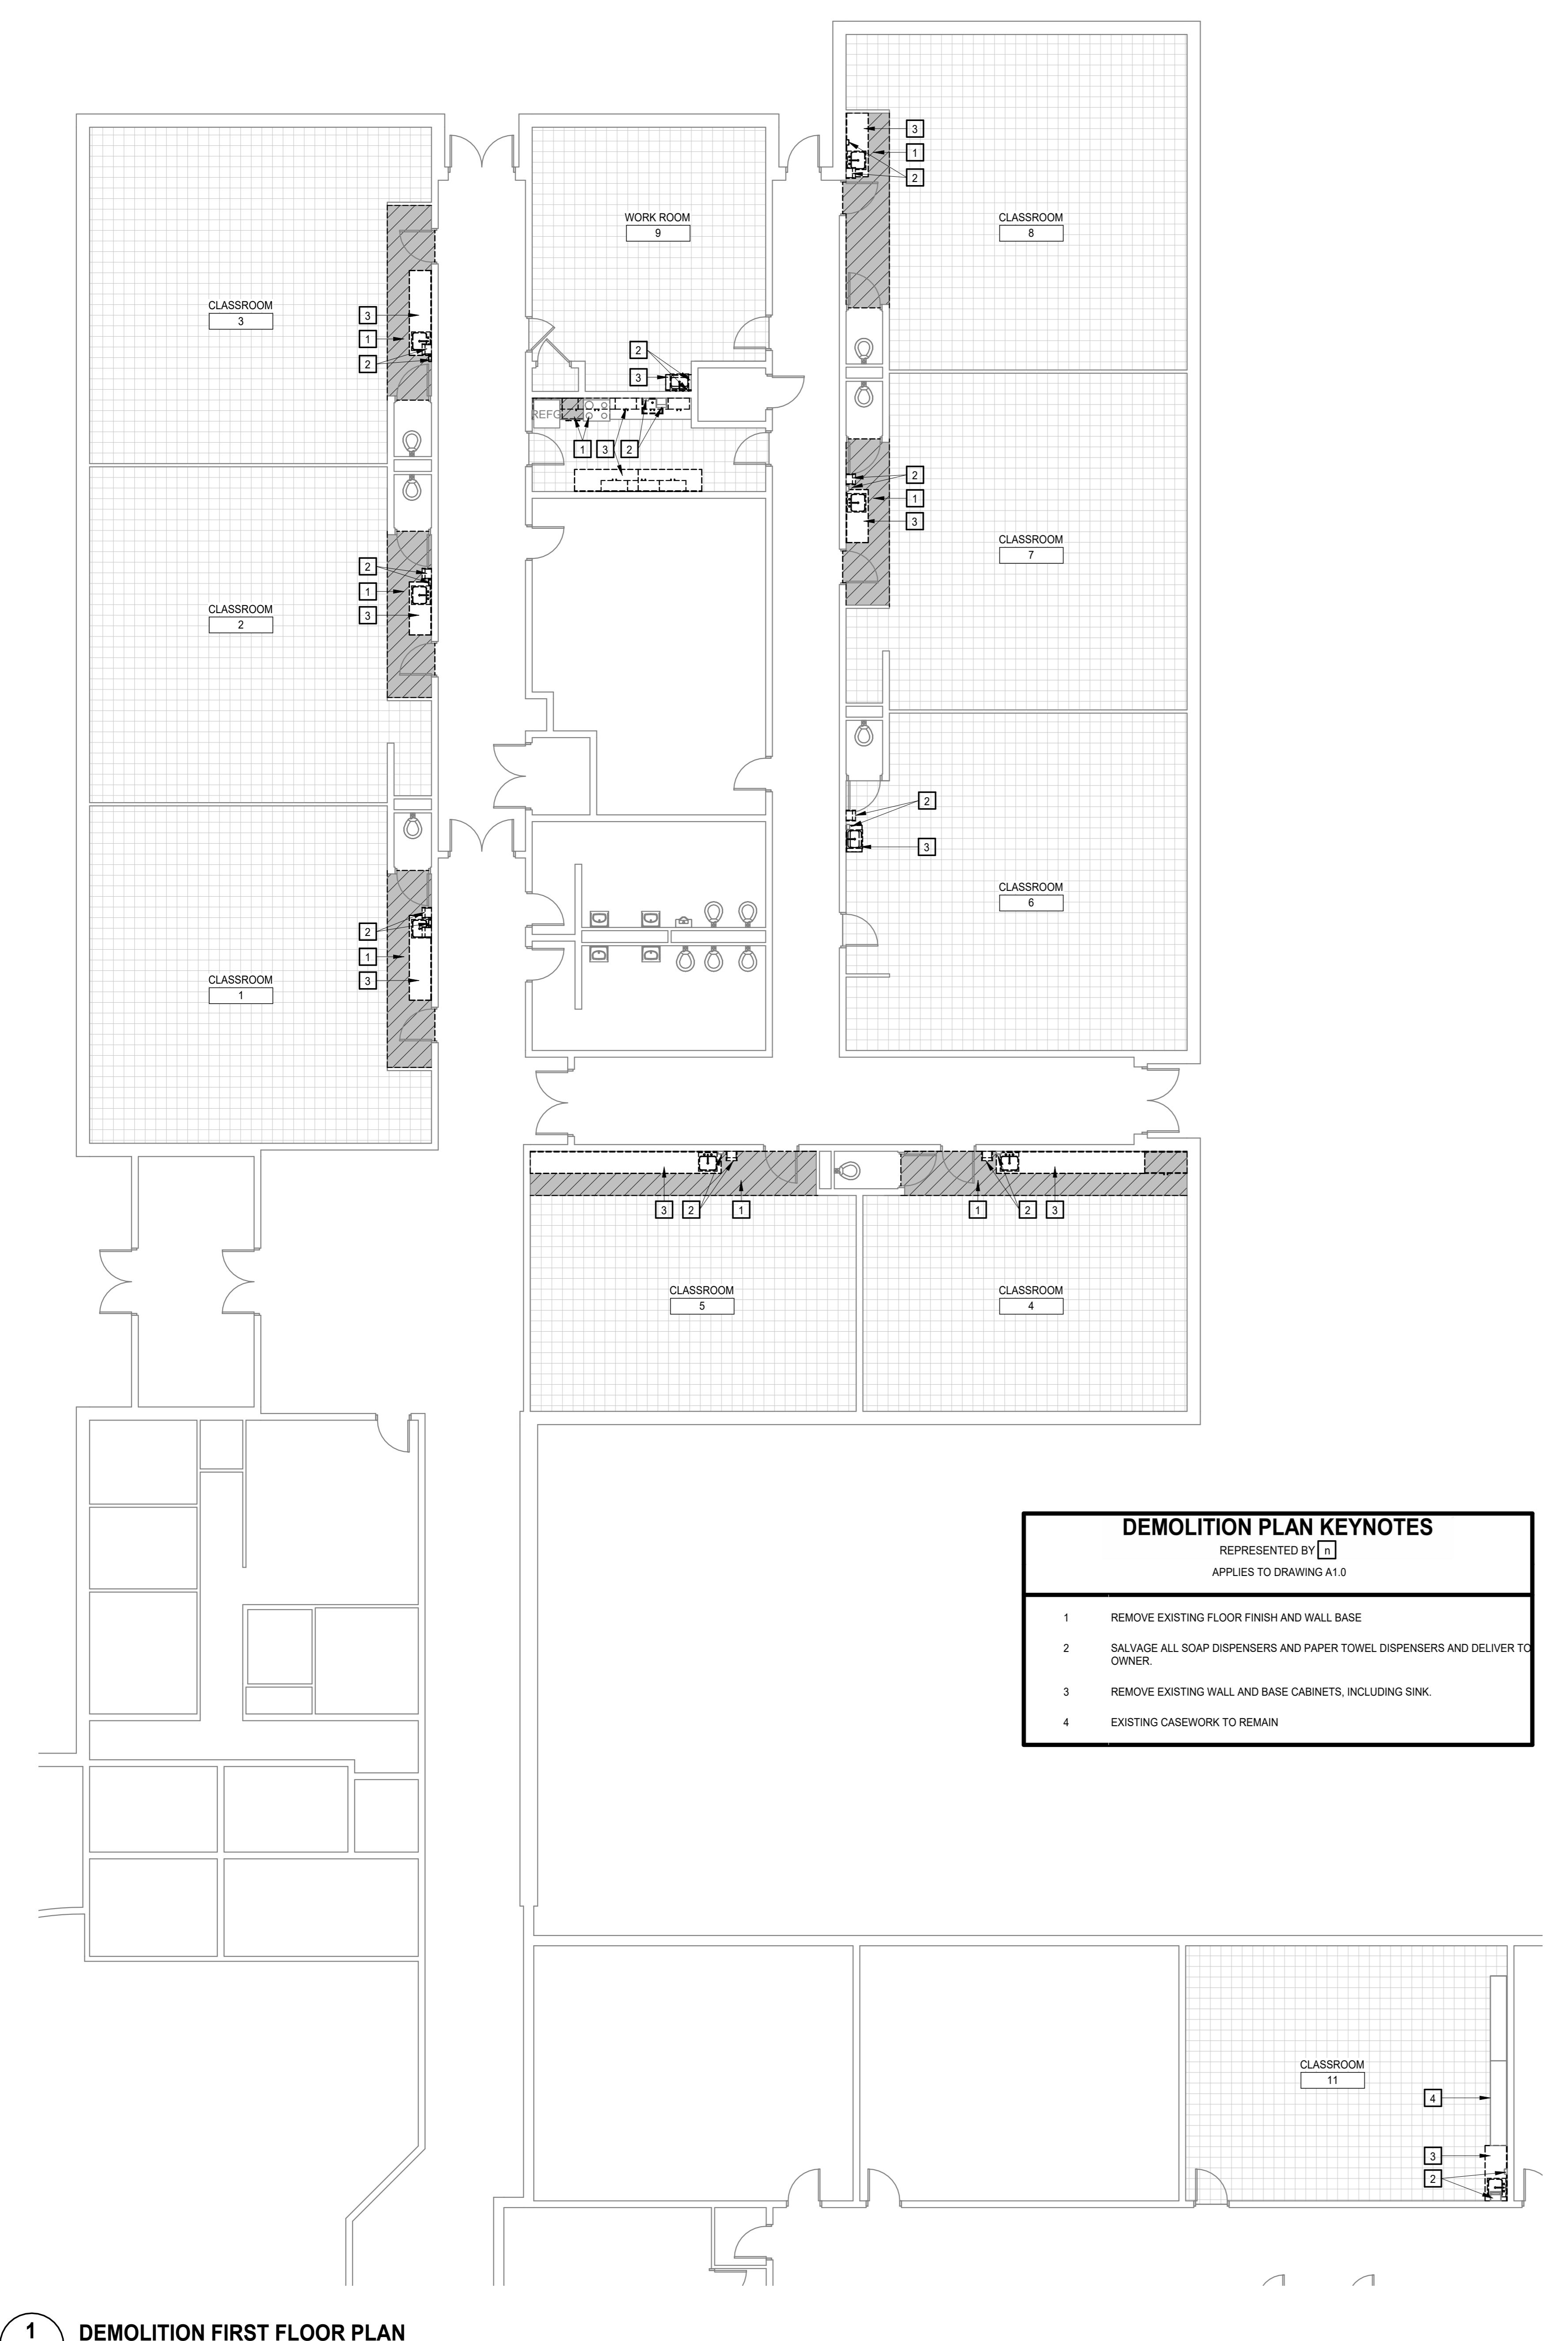 3
1
2
WORK ROOM
9
CLASSROOM
8
CLASSROOM
3
3
1
2
2
3
REFG
1
3
2
2
1
3
CLASSROOM
7
2
1
3
CLASSROOM
2
2
3
CLASSROOM
6
2
1
3
CLASSROOM
1
3
2
1
1
2
3
CLASSROOM
5
CLASSROOM
4
DEMOLITION PLAN KEYNOTES
REPRESENTED BY n
APPLIES TO DRAWING A1.0
1 REMOVE EXISTING FLOOR FINISH AND WALL BASE
2 SALVAGE ALL SOAP DISPENSERS AND PAPER TOWEL DISPENSERS AND DELIVER TO
OWNER.
3 REMOVE EXISTING WALL AND BASE CABINETS, INCLUDING SINK.
4 EXISTING CASEWORK TO REMAIN
CLASSROOM
11
4
3
2
1
DEMOLITION FIRST FLOOR PLAN